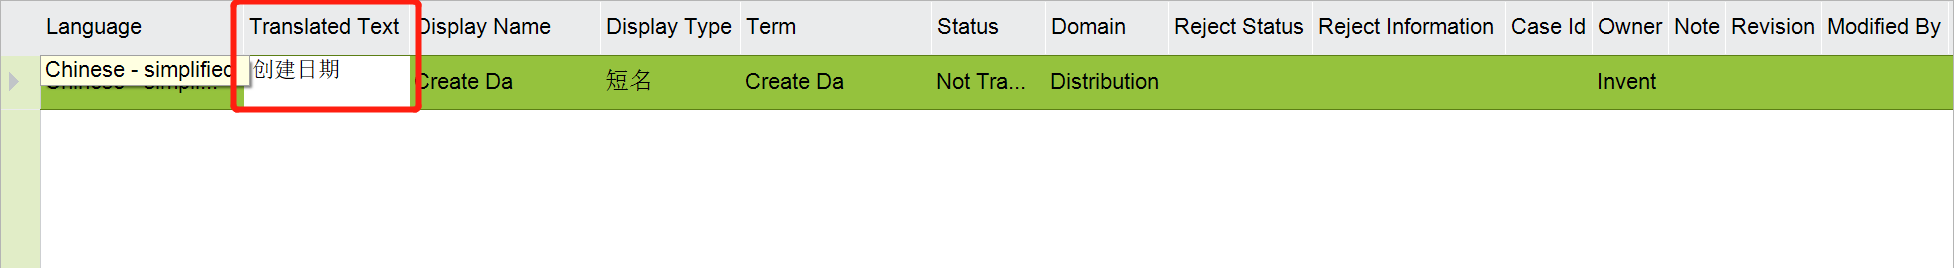 Language Translated Text Display Name Display Type Term Status Domain Reject Status Reject Information Case Id Owner Note Revision Modified By
Chinese - simplified 创建日期 Create Da 短名 Create Da Not Tra... Distribution Invent